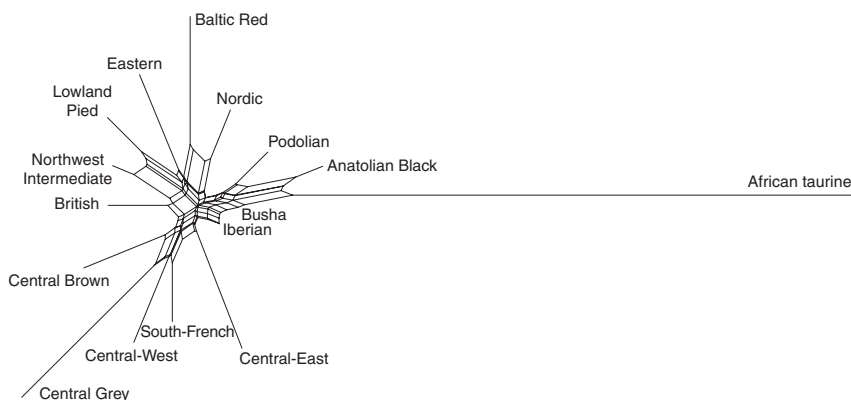 Baltic Red
Eastern
Lowland
Pied
Nordic
Podolian
Northwest
Intermediate
Anatolian Black
African taurine
British
Busha
Iberian
Central Brown
South-French
Central-West
Central-East
Central Grey